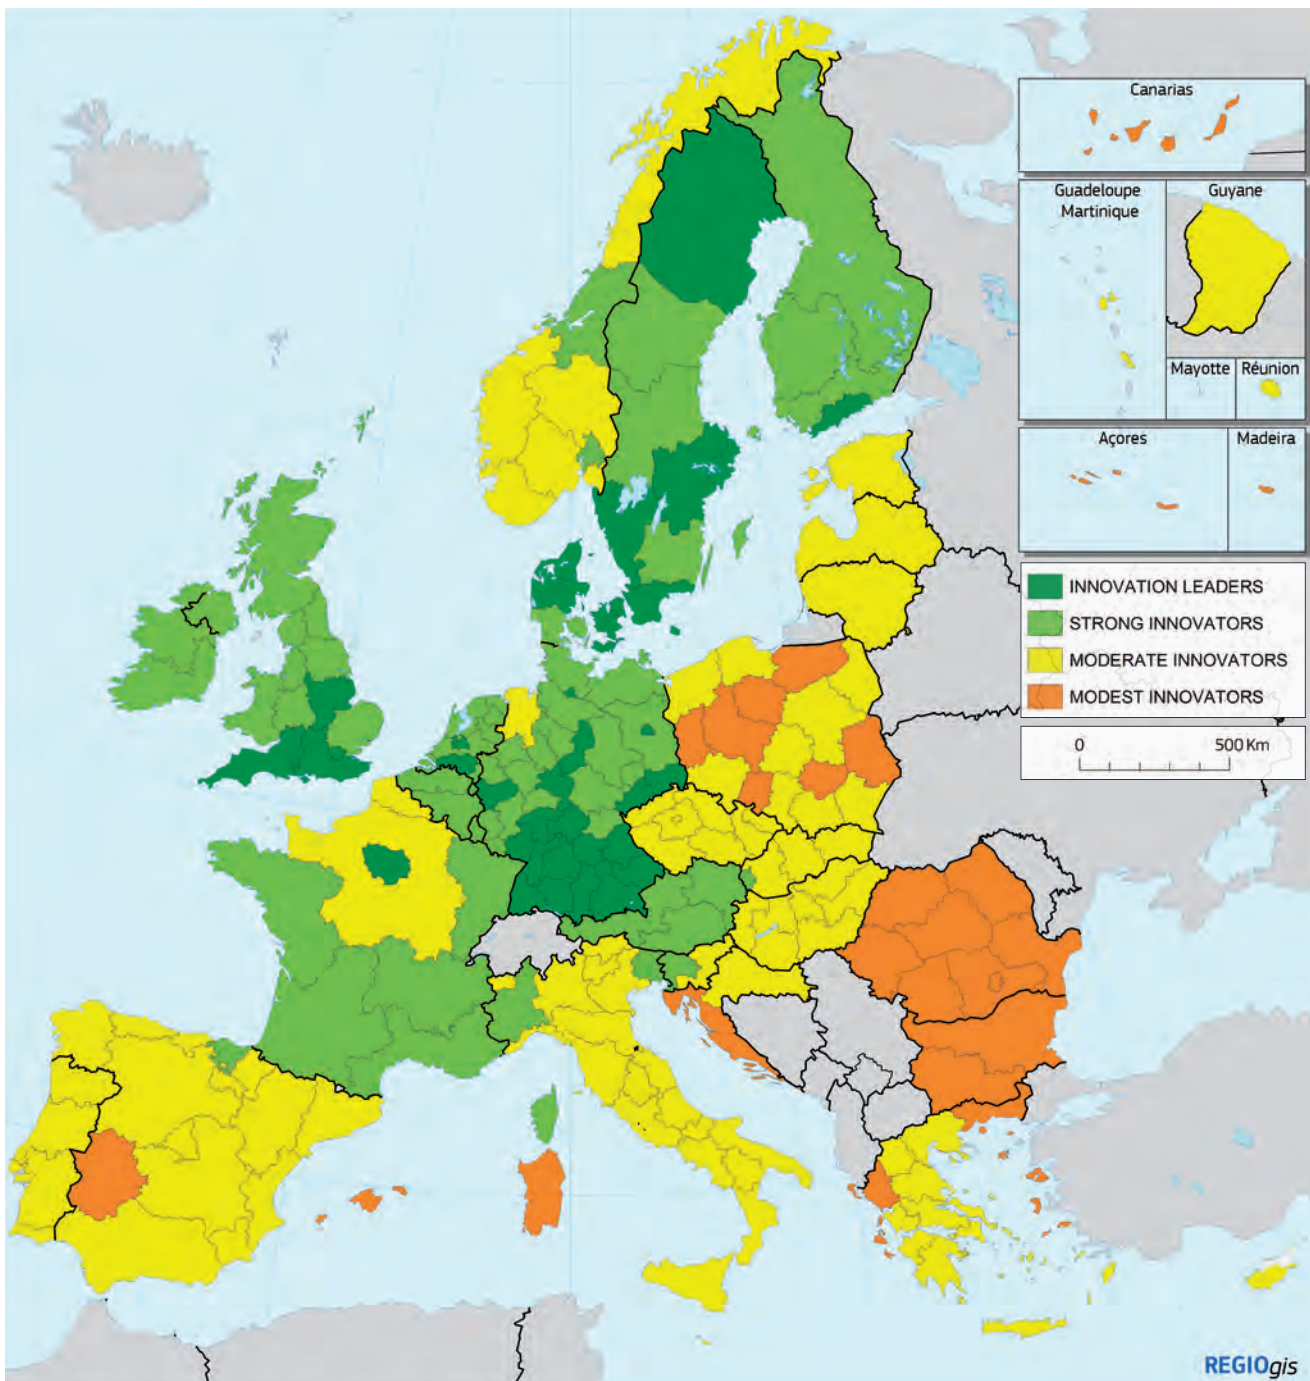 Canarias
Guadeloupe
Martinique
Guyane
Mayotte
Réunion
Açores
Madeira
INNOVATION LEADERS
STRONG INNOVATORS
MODERATE INNOVATORS
MODEST INNOVATORS
0 500 Km
REGIOgis